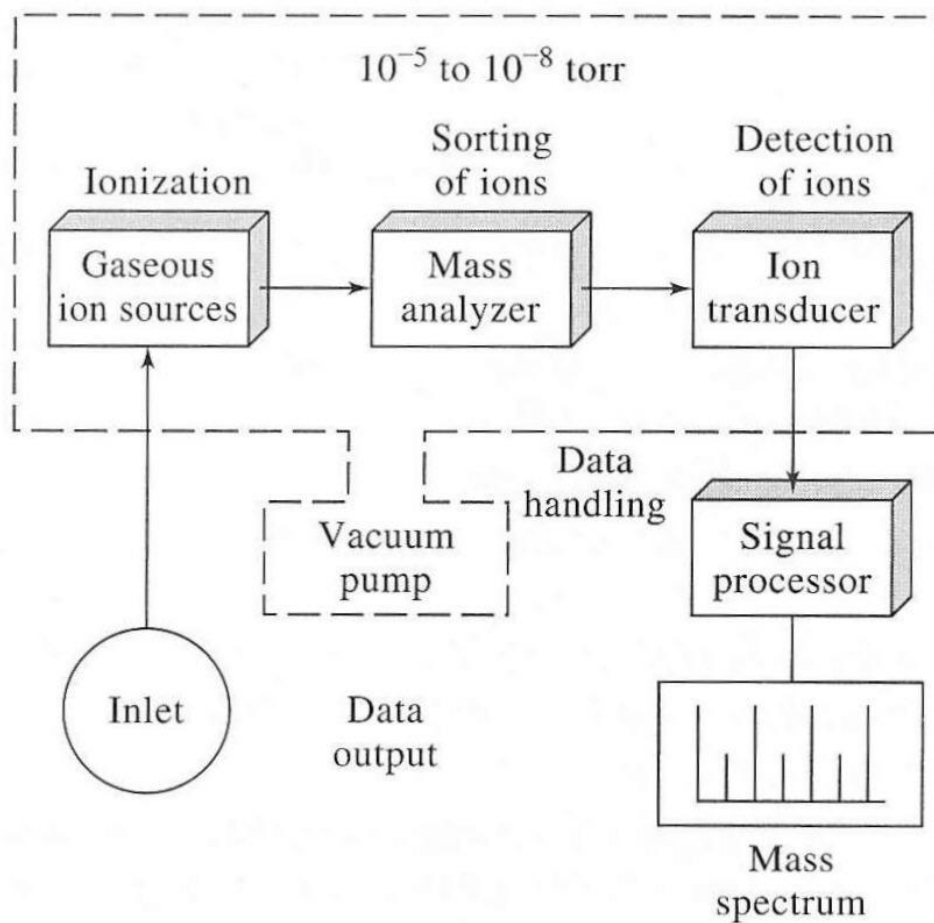 10⁻⁵ to 10⁻⁸ torr
Ionization
Sorting
of ions
Detection
of ions
Gaseous
ion sources
Mass
analyzer
Ion
transducer
Data
handling
Vacuum
pump
Signal
processor
Inlet
Data
output
Mass
spectrum